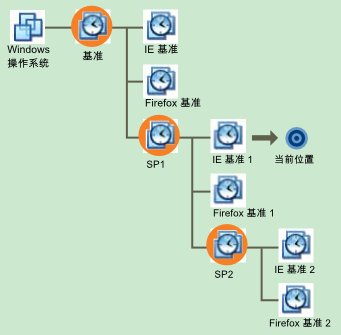 Windows
操作系统
基准
IE 基准
Firefox 基准
SP1
IE 基准 1
当前位置
Firefox 基准 1
SP2
IE 基准 2
Firefox 基准 2